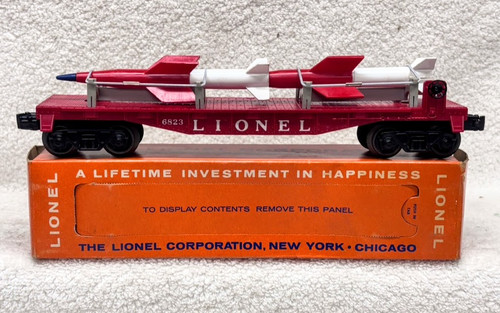 6823 LIONEL
A LIFETIME INVESTMENT IN HAPPINESS
LIONEL
TO DISPLAY CONTENTS REMOVE THIS PANEL
LIONEL
THE LIONEL CORPORATION, NEW YORK • CHICAGO